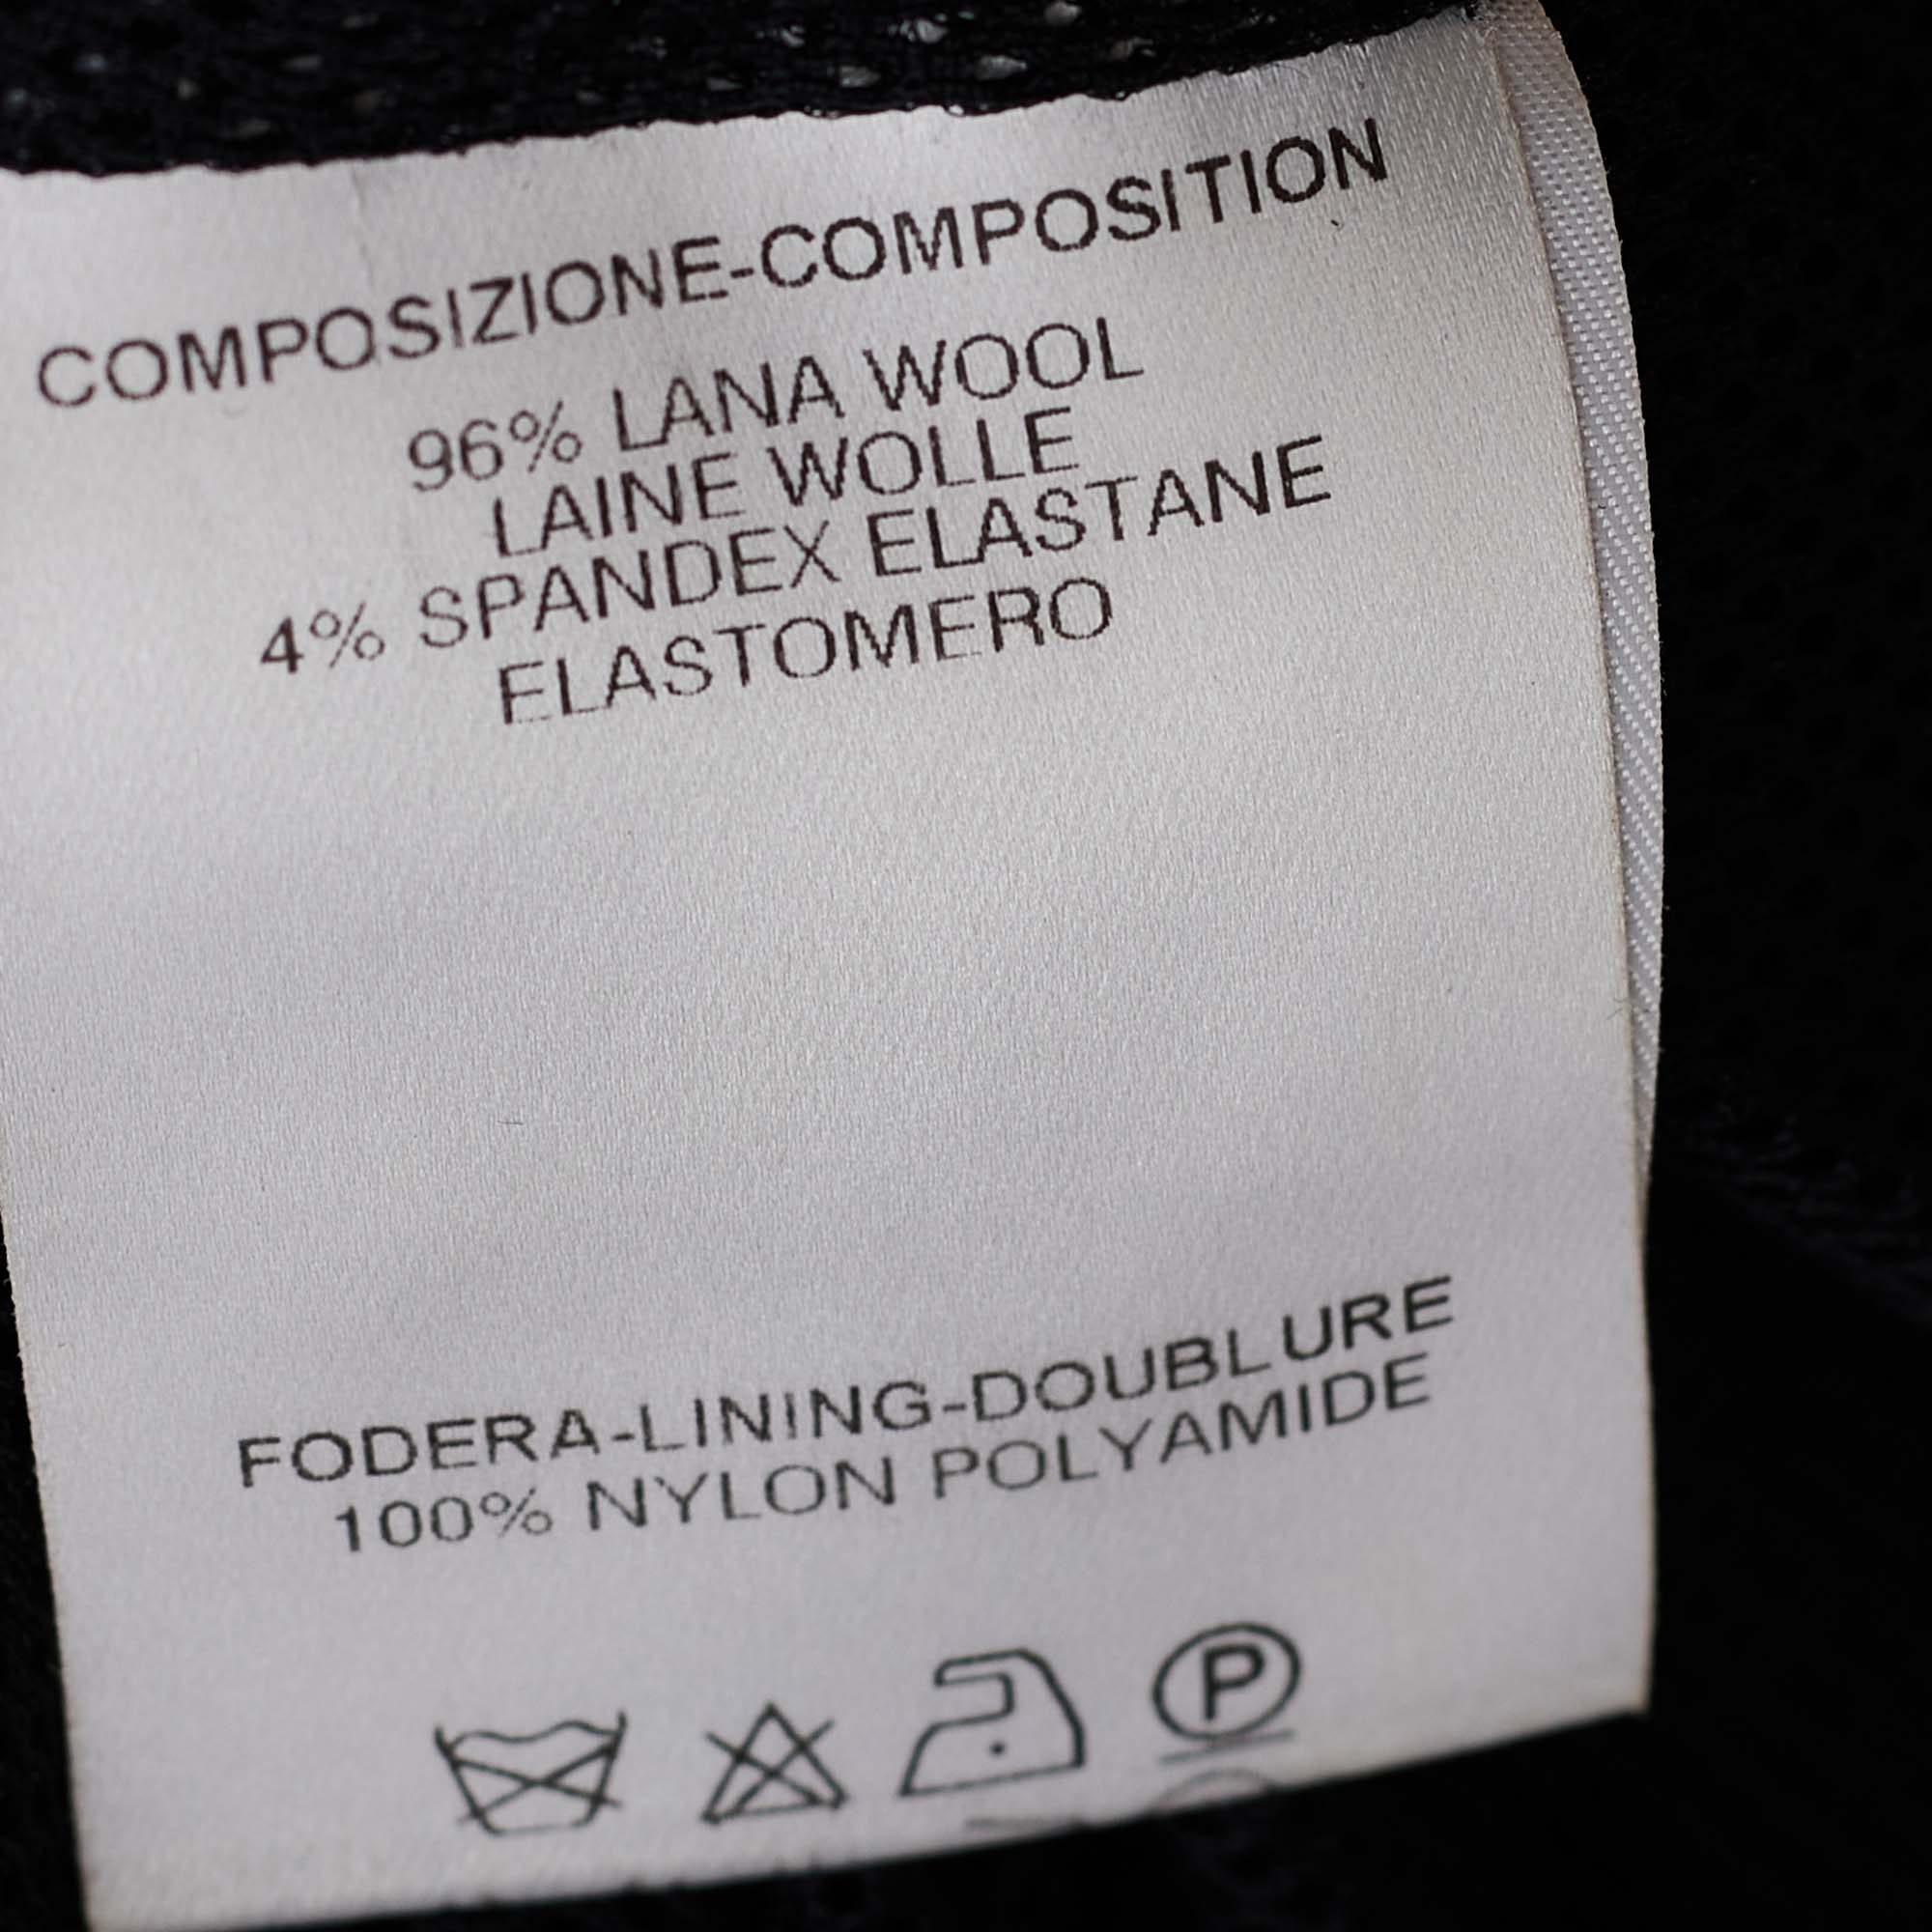 COMPOSIZIONE-COMPOSITION
96% LANA WOOL
LAINE WOLLE
4% SPANDEX ELASTANE
ELASTOMERO
FODERA-LINING-DOUBLURE
100% NYLON POLYAMIDE
P